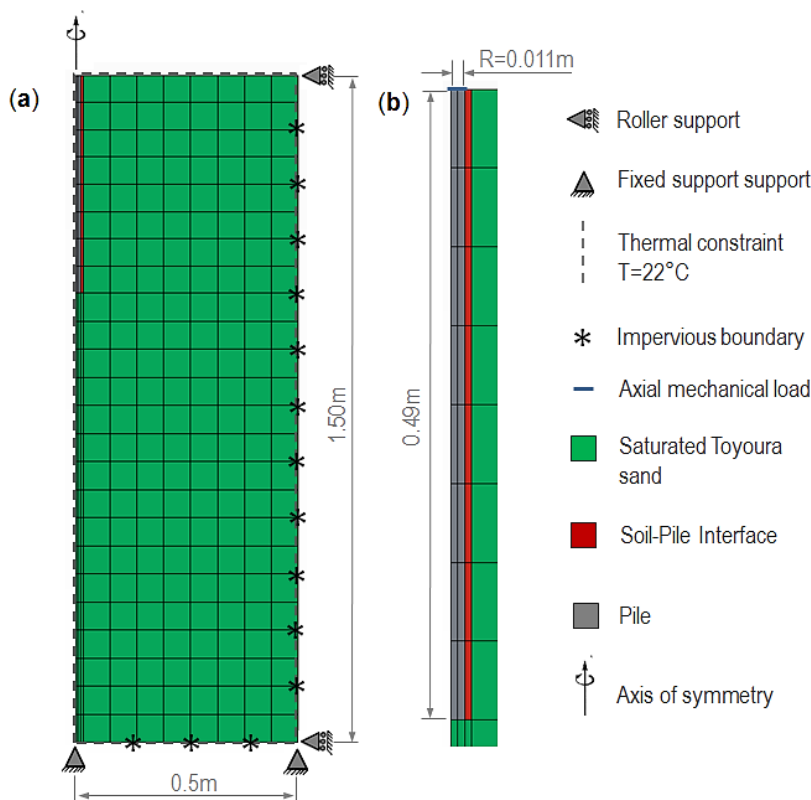 (a)
1.50m
0.5m
(b)
R=0.011m
0.49m
Roller support
Fixed support support
Thermal constraint
T=22°C
Impervious boundary
Axial mechanical load
Saturated Toyoura
sand
Soil-Pile Interface
Pile
Axis of symmetry